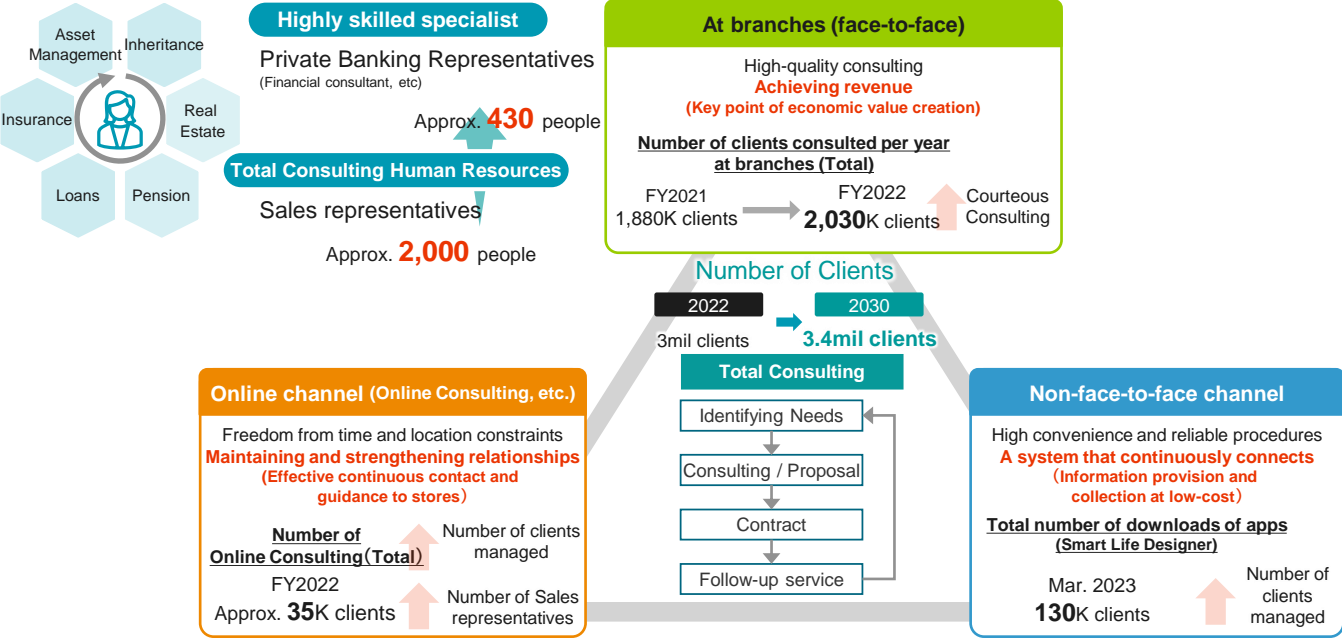 Asset
Management
Inheritance
Insurance
Real
Estate
Loans
Pension
Highly skilled specialist
Private Banking Representatives
(Financial consultant, etc)
Approx. 430 people
Total Consulting Human Resources
Sales representatives
Approx. 2,000 people
At branches (face-to-face)
High-quality consulting
Achieving revenue
(Key point of economic value creation)
Number of clients consulted per year
at branches (Total)
FY2021
1,880K clients
FY2022
2,030K clients
Courteous
Consulting
Number of Clients
2022
2030
3mil clients
3.4mil clients
Total Consulting
Identifying Needs
Consulting / Proposal
Contract
Follow-up service
Online channel (Online Consulting, etc.)
Freedom from time and location constraints
Maintaining and strengthening relationships
(Effective continuous contact and
guidance to stores）
Number of
Online Consulting（Total）
FY2022
Approx. 35K clients
Number of clients
managed
Number of Sales
representatives
Non-face-to-face channel
High convenience and reliable procedures
A system that continuously connects
（Information provision and
collection at low-cost）
Total number of downloads of apps
(Smart Life Designer)
Mar. 2023
130K clients
Number of
clients
managed